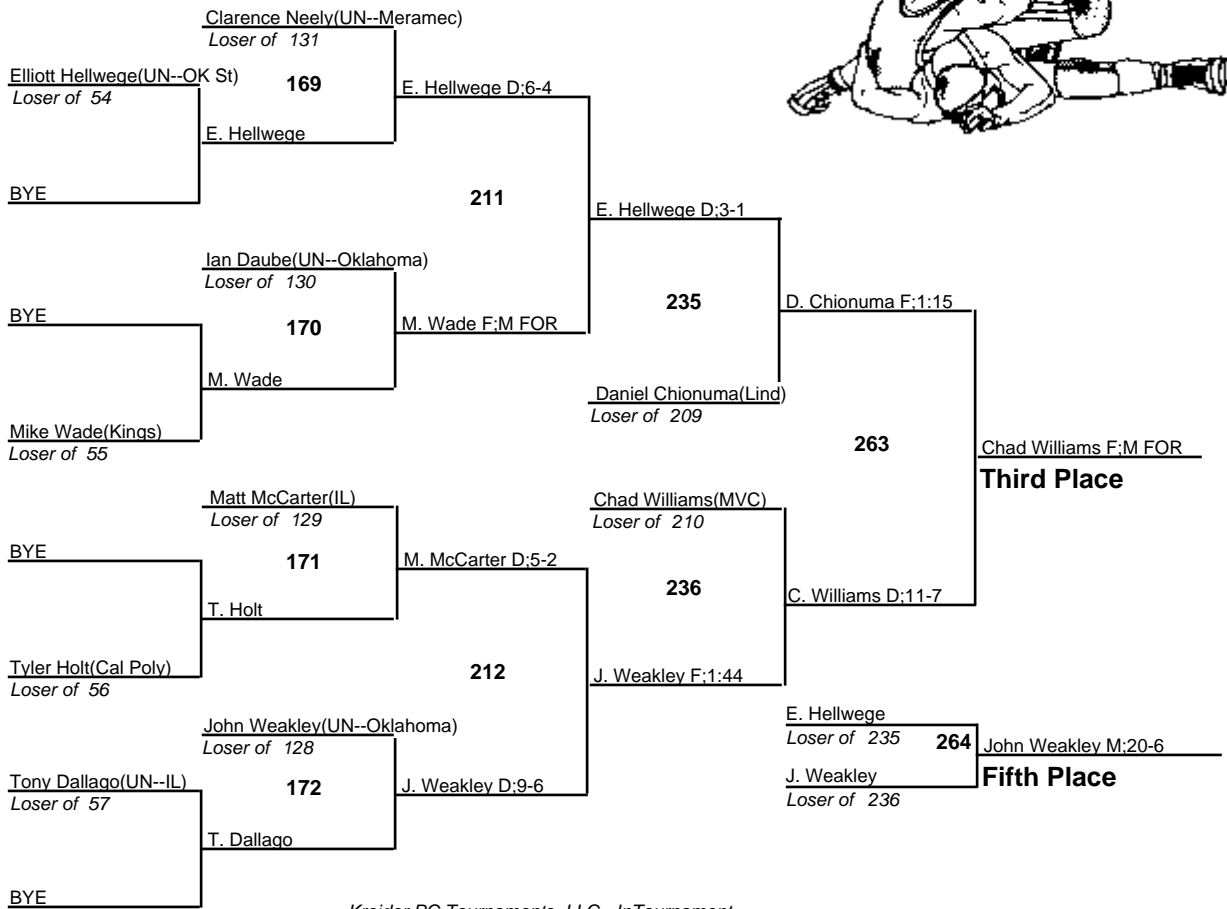 Clarence Neely(UN--Meramec)
Loser of 131
Elliott Hellwege(UN--OK St)
Loser of 54
169
E. Hellwege D;6-4
E. Hellwege
BYE
211
E. Hellwege D;3-1
Ian Daube(UN--Oklahoma)
Loser of 130
BYE
170
M. Wade F;M FOR
235
D. Chionuma F;1:15
M. Wade
Daniel Chionuma(Lind)
Loser of 209
Mike Wade(Kings)
Loser of 55
263
Chad Williams F;M FOR
Third Place
Matt McCarter(IL)
Loser of 129
Chad Williams(MVC)
Loser of 210
BYE
171
M. McCarter D;5-2
236
C. Williams D;11-7
T. Holt
Tyler Holt(Cal Poly)
Loser of 56
212
J. Weakley F;1:44
John Weakley(UN--Oklahoma)
Loser of 128
E. Hellwege
Loser of 235
264
John Weakley M;20-6
Fifth Place
J. Weakley
Loser of 236
Tony Dallago(UN--IL)
Loser of 57
172
J. Weakley D;9-6
T. Dallago
BYE
Kreider PC Tournaments, LLC - InTournament